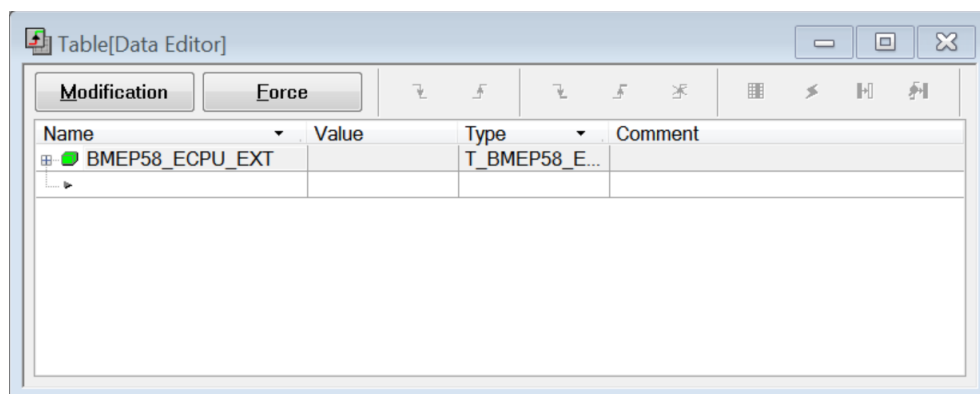 Table[Data Editor]
Modification Force
Name Value Type Comment
BMEP58_ECPU_EXT T_BMEP58_E...